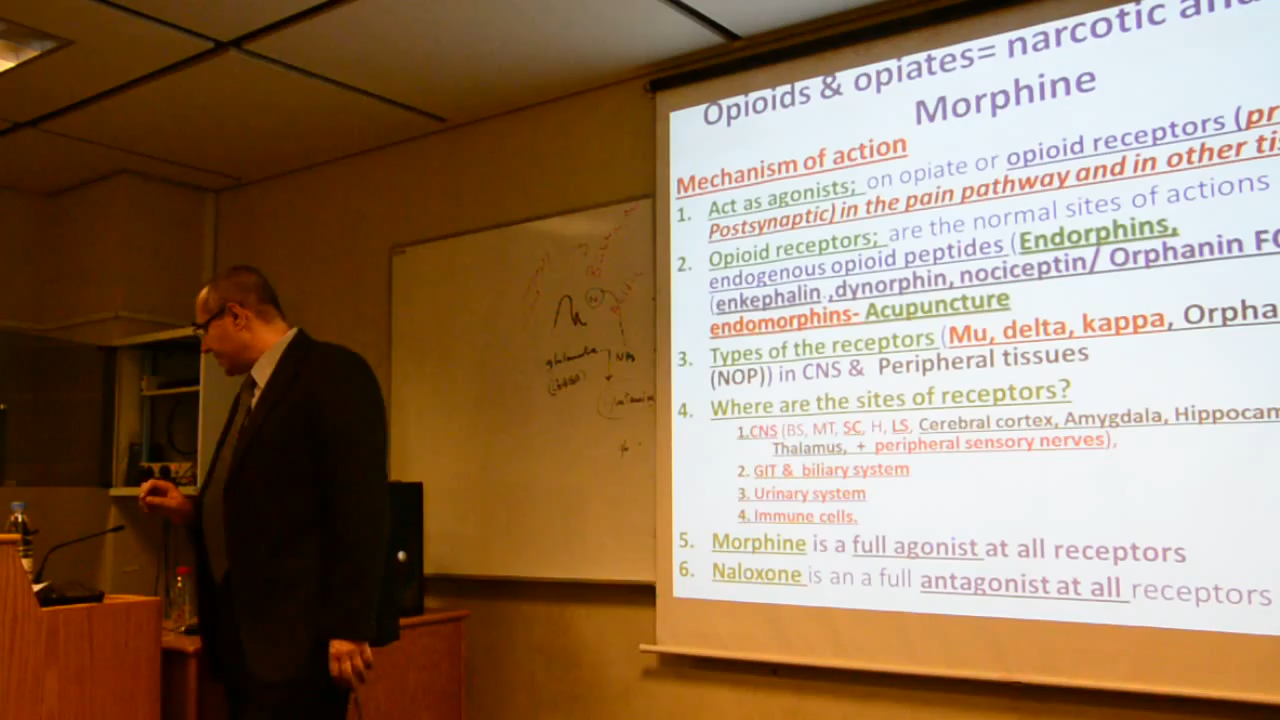 Opioids & opiates= narcotic an
Morphine
Mechanism of action
1. Act as agonists; on opiate or opioid receptors (pr
Postsynaptic) in the pain pathway and in other ti
2. Opioid receptors; are the normal sites of actions
endogenous opioid peptides (Endorphins,
(enkephalin ,dynorphin, nociceptin/ Orphanin F
endomorphins- Acupuncture
3. Types of the receptors (Mu, delta, kappa, Orpha
(NOP)) in CNS & Peripheral tissues
4. Where are the sites of receptors?
1.CNS (BS, MT, SC, H, LS, Cerebral cortex, Amygdala, Hippocam
Thalamus, + peripheral sensory nerves),
2. GIT & biliary system
3. Urinary system
4. Immune cells.
5. Morphine is a full agonist at all receptors
6. Naloxone is an a full antagonist at all receptors